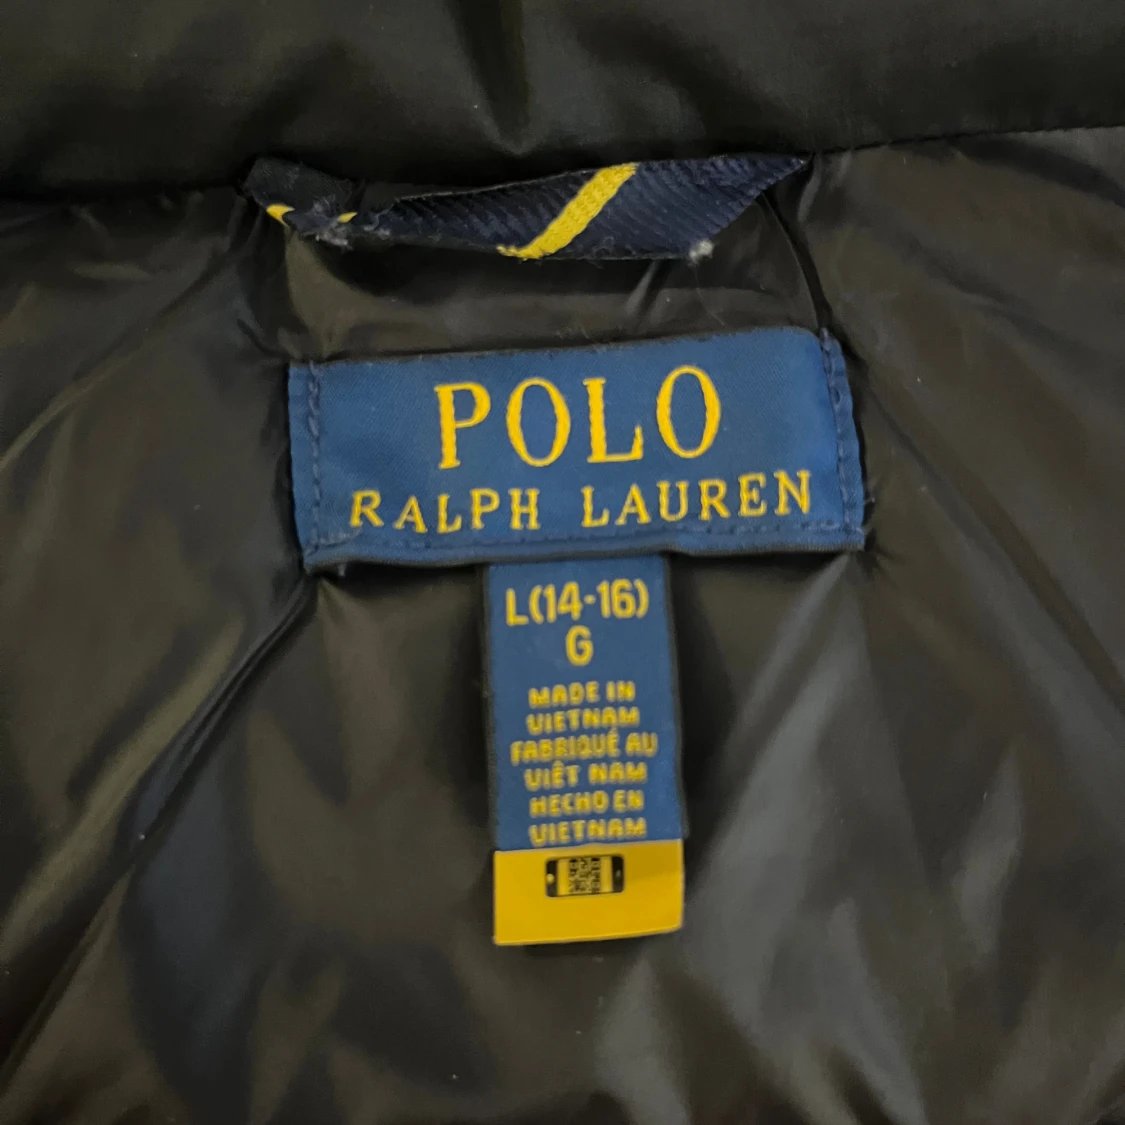 POLO
RALPH LAUREN
L(14-16)
G
MADE IN
VIETNAM
FABRIQUÉ AU
VIÊT NAM
HECHO EN
VIETNAM